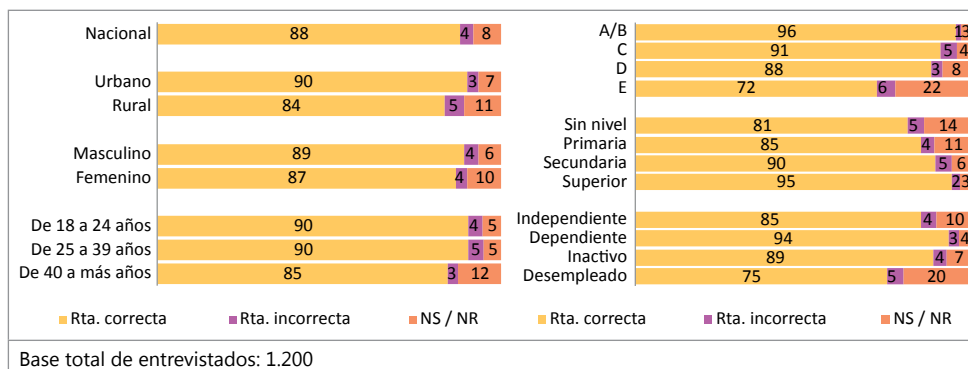 Nacional 88 4 8
Urbano 90 3 7
Rural 84 5 11
Masculino 89 4 6
Femenino 87 4 10
De 18 a 24 años 90 4 5
De 25 a 39 años 90 5 5
De 40 a más años 85 3 12
Rta. correcta Rta. incorrecta NS / NR
A/B 96 1 3
C 91 5 4
D 88 3 8
E 72 6 22
Sin nivel 81 5 14
Primaria 85 4 11
Secundaria 90 5 6
Superior 95 2 3
Independiente 85 4 10
Dependiente 94 3 4
Inactivo 89 4 7
Desempleado 75 5 20
Rta. correcta Rta. incorrecta NS / NR
Base total de entrevistados: 1.200